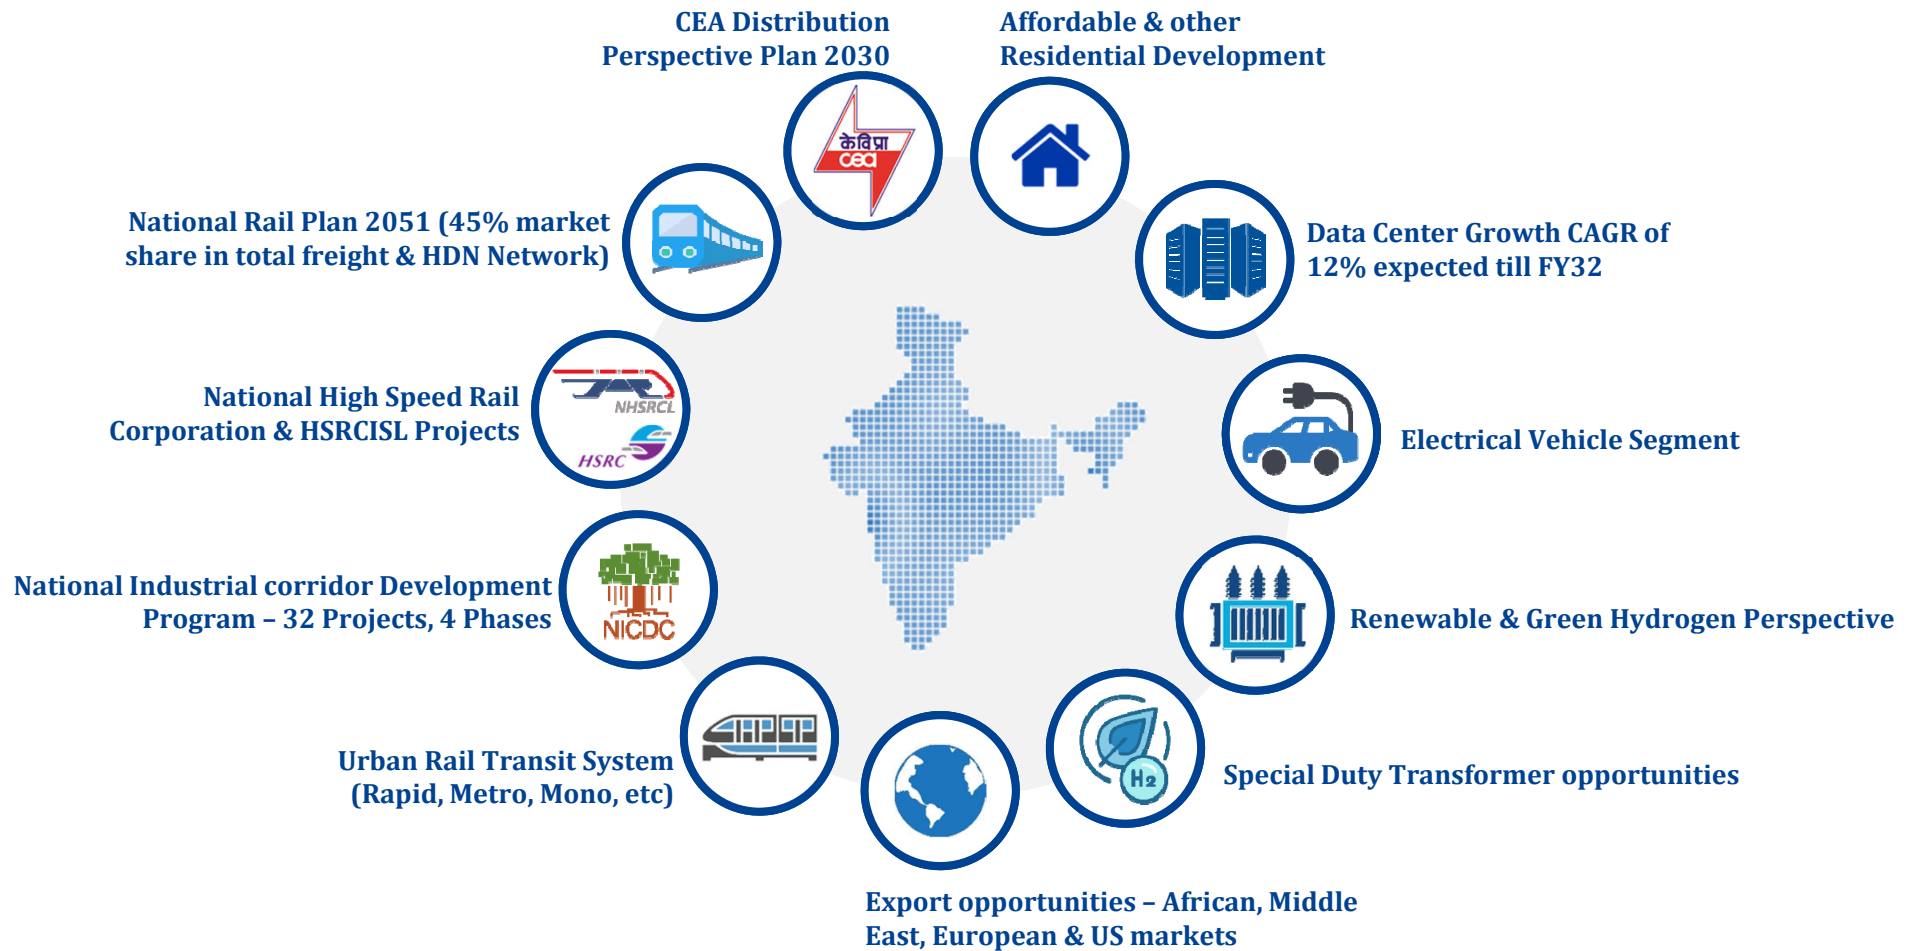 CEA Distribution
Perspective Plan 2030
Affordable & other
Residential Development
केविप्रा
cea
National Rail Plan 2051 (45% market
share in total freight & HDN Network)
Data Center Growth CAGR of
12% expected till FY32
National High Speed Rail
Corporation & HSRCISL Projects
NHSRCL
HSRC
Electrical Vehicle Segment
National Industrial corridor Development
Program – 32 Projects, 4 Phases
NICDC
Renewable & Green Hydrogen Perspective
Urban Rail Transit System
(Rapid, Metro, Mono, etc)
H2
Special Duty Transformer opportunities
Export opportunities – African, Middle
East, European & US markets